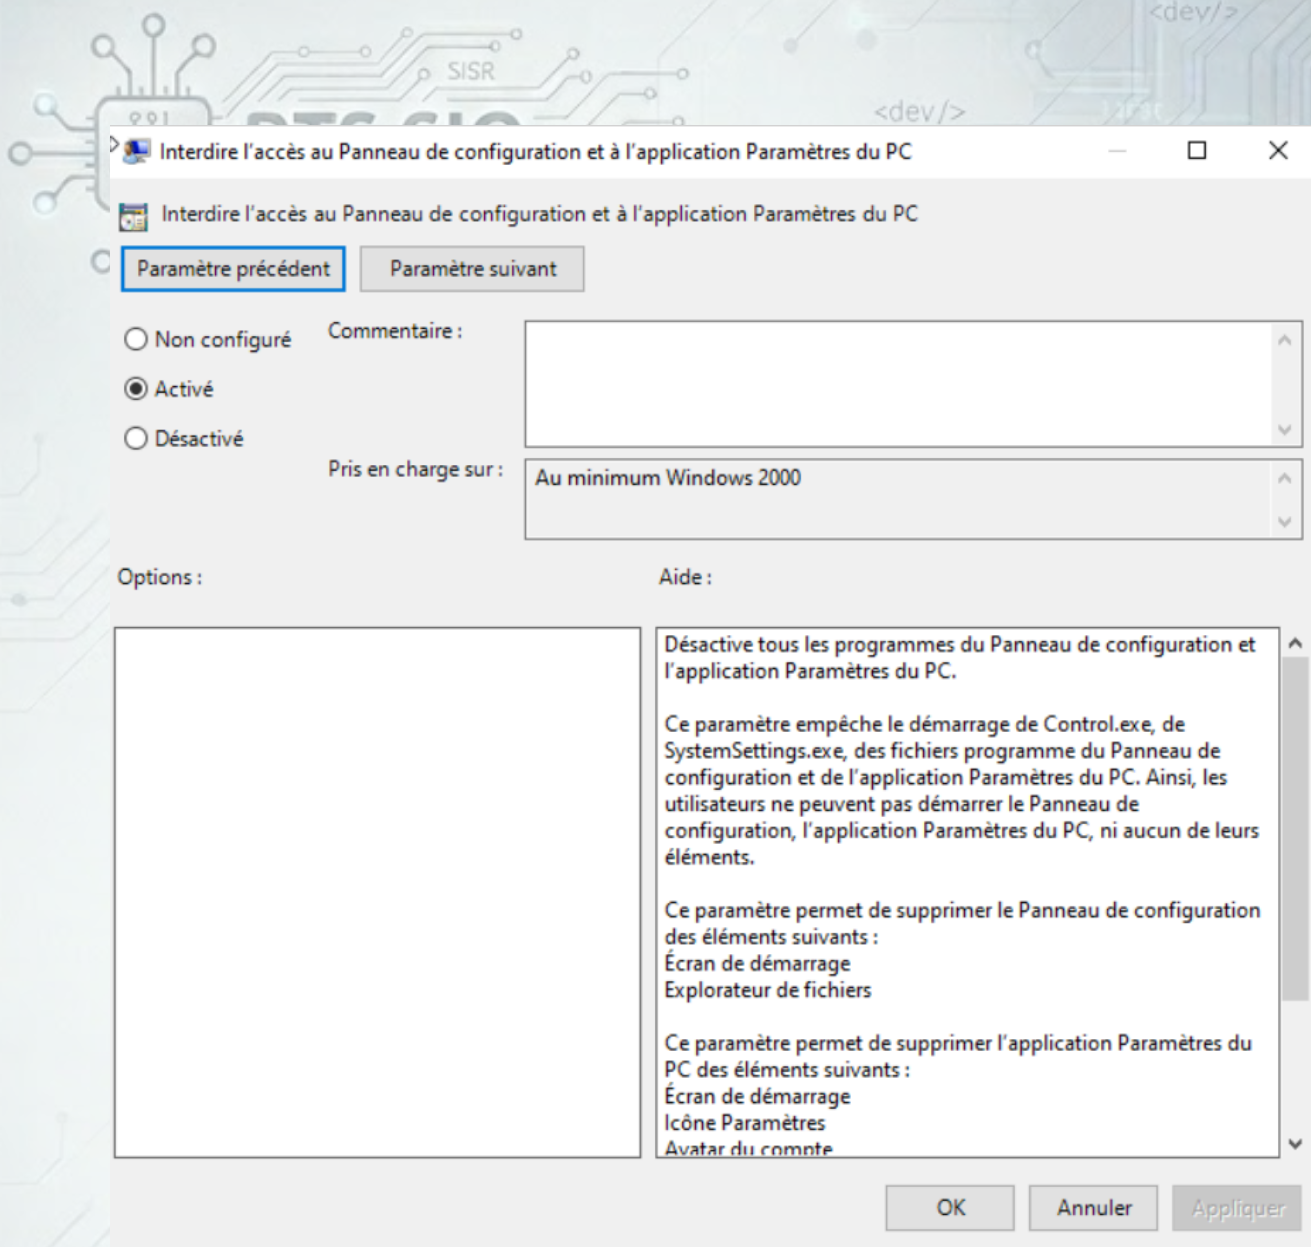 <dev/>
SISR
<dev/>
BTS SIO
Interdire l'accès au Panneau de configuration et à l'application Paramètres du PC
Interdire l'accès au Panneau de configuration et à l'application Paramètres du PC
Paramètre précédent
Paramètre suivant
Non configuré
Commentaire :
Activé
Désactivé
Pris en charge sur :
Au minimum Windows 2000
Options :
Aide :
Désactive tous les programmes du Panneau de configuration et
l'application Paramètres du PC.
Ce paramètre empêche le démarrage de Control.exe, de
SystemSettings.exe, des fichiers programme du Panneau de
configuration et de l'application Paramètres du PC. Ainsi, les
utilisateurs ne peuvent pas démarrer le Panneau de
configuration, l'application Paramètres du PC, ni aucun de leurs
éléments.
Ce paramètre permet de supprimer le Panneau de configuration
des éléments suivants :
Écran de démarrage
Explorateur de fichiers
Ce paramètre permet de supprimer l'application Paramètres du
PC des éléments suivants :
Écran de démarrage
Icône Paramètres
Avatar du compte
OK
Annuler
Appliquer